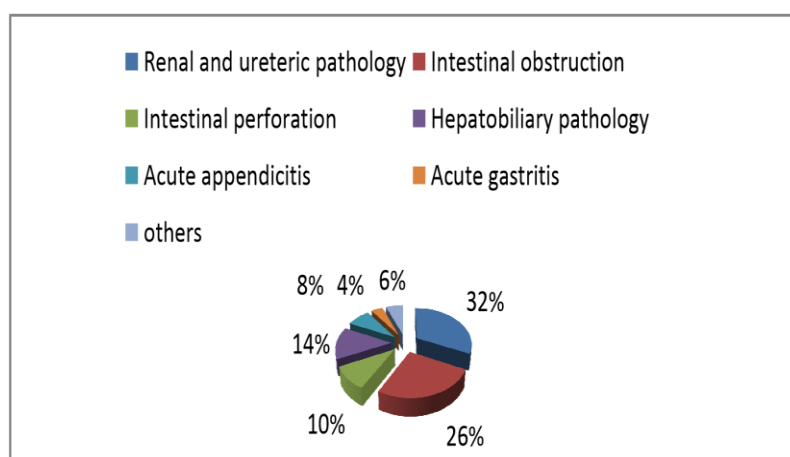 Renal and ureteric pathology Intestinal obstruction
Intestinal perforation Hepatobiliary pathology
Acute appendicitis Acute gastritis
others
8% 4% 6% 32%
14%
10% 26%